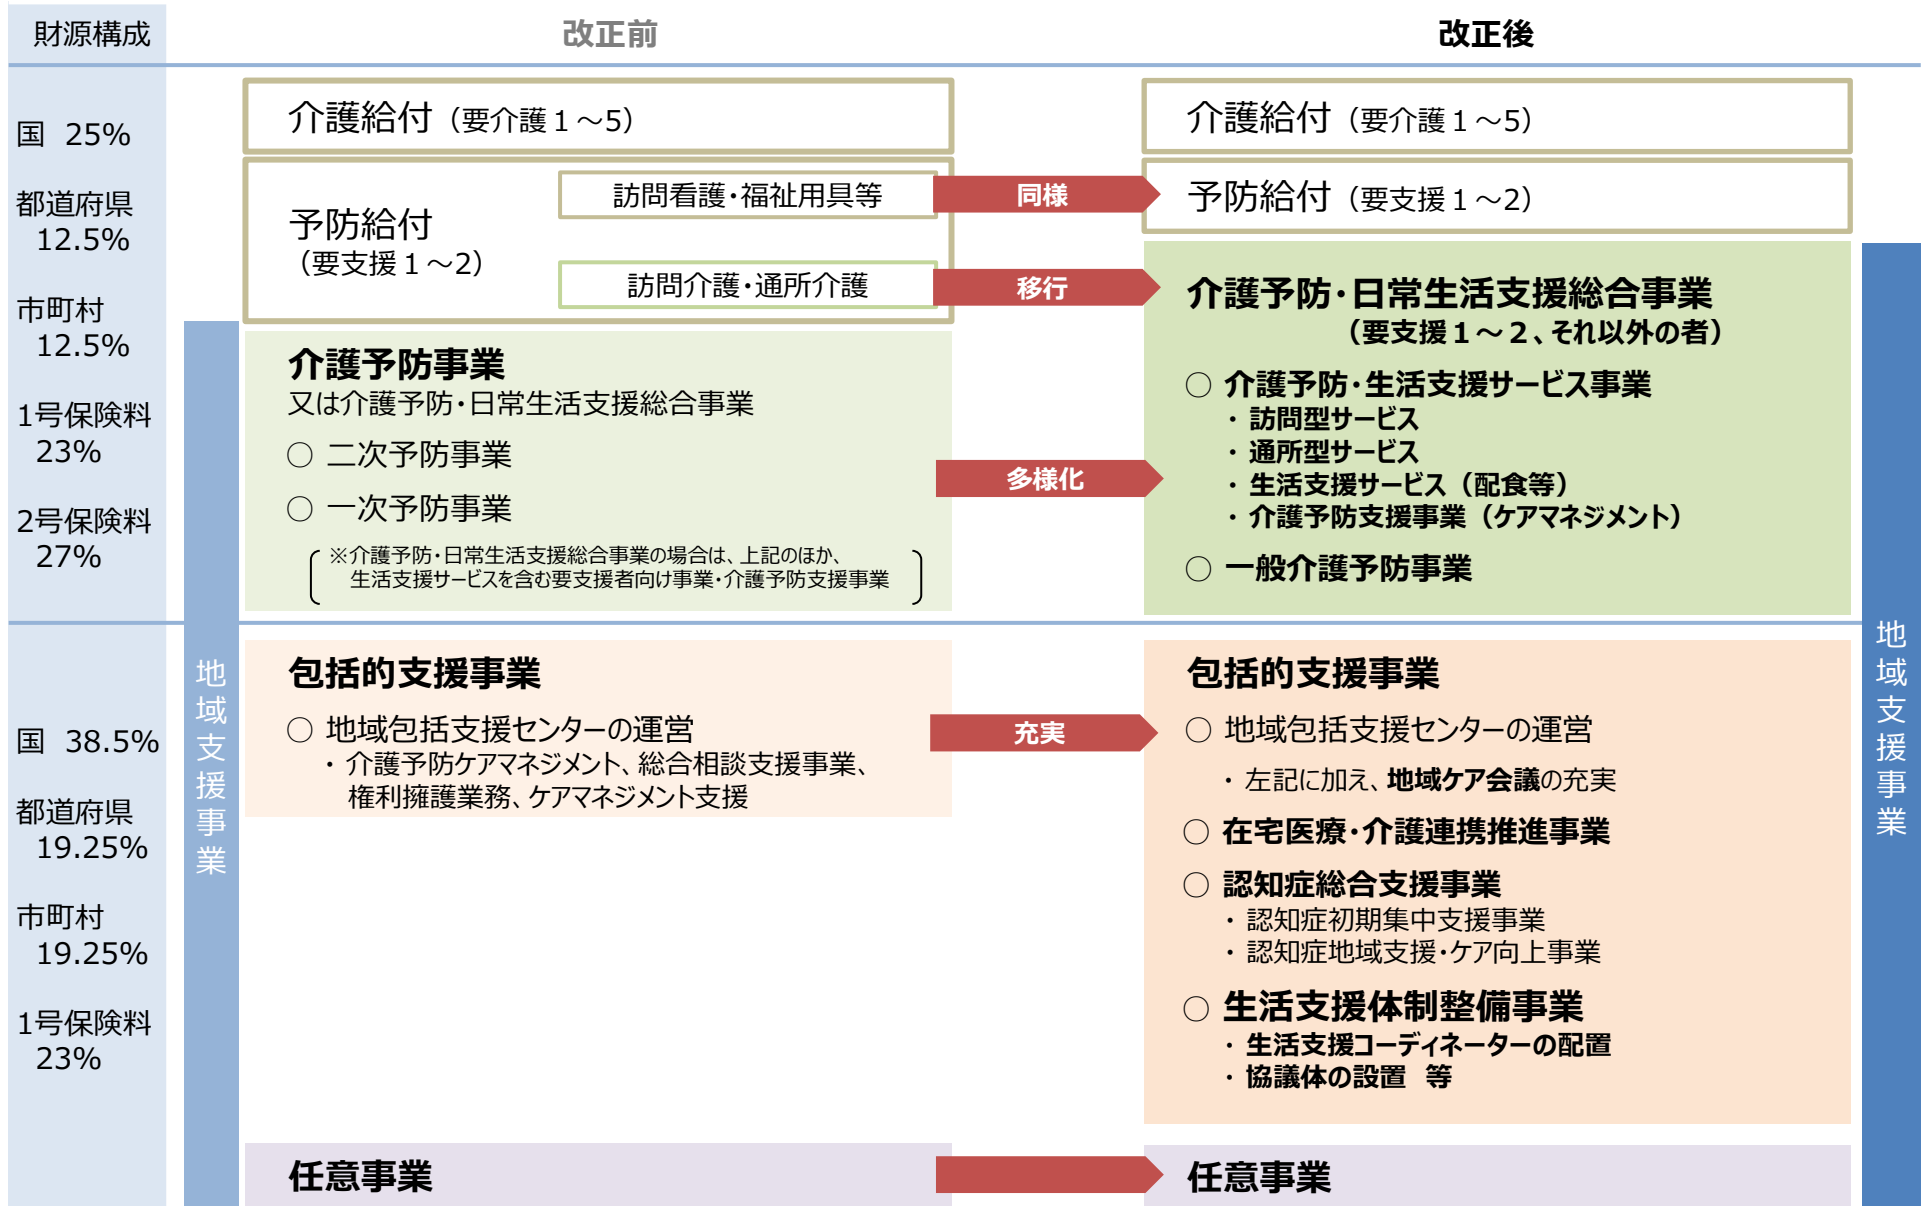 財源構成
改正前
改正後
国 25%
都道府県
12.5%
市町村
12.5%
1号保険料
23%
2号保険料
27%
国 38.5%
都道府県
19.25%
市町村
19.25%
1号保険料
23%
地域支援事業
介護給付（要介護１～5）
予防給付
（要支援１～2）
訪問看護・福祉用具等
訪問介護・通所介護
介護予防事業
又は介護予防・日常生活支援総合事業
○ 二次予防事業
○ 一次予防事業
※介護予防・日常生活支援総合事業の場合は、上記のほか、
生活支援サービスを含む要支援者向け事業・介護予防支援事業
包括的支援事業
○ 地域包括支援センターの運営
・ 介護予防ケアマネジメント、総合相談支援事業、
権利擁護業務、ケアマネジメント支援
任意事業
同様
移行
多様化
充実
介護給付（要介護１～5）
予防給付（要支援１～2）
介護予防・日常生活支援総合事業
（要支援１～２、それ以外の者）
○ 介護予防・生活支援サービス事業
・ 訪問型サービス
・ 通所型サービス
・ 生活支援サービス（配食等）
・ 介護予防支援事業（ケアマネジメント）
○ 一般介護予防事業
包括的支援事業
○ 地域包括支援センターの運営
・ 左記に加え、地域ケア会議の充実
○ 在宅医療・介護連携推進事業
○ 認知症総合支援事業
・ 認知症初期集中支援事業
・ 認知症地域支援・ケア向上事業
○ 生活支援体制整備事業
・ 生活支援コーディネーターの配置
・ 協議体の設置 等
任意事業
地域支援事業